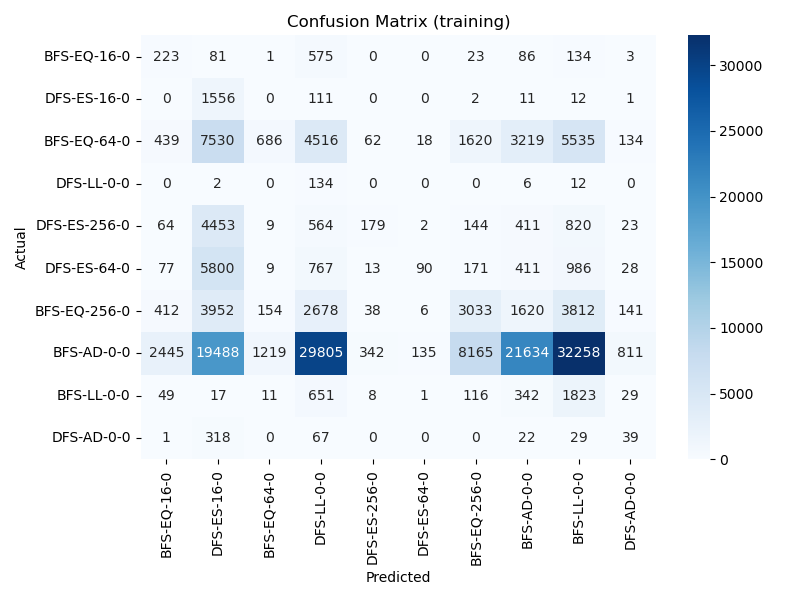 Confusion Matrix (training)
BFS-EQ-16-0 223 81 1 575 0 0 23 86 134 3
DFS-ES-16-0 0 1556 0 111 0 0 2 11 12 1
BFS-EQ-64-0 439 7530 686 4516 62 18 1620 3219 5535 134
DFS-LL-0-0 0 2 0 134 0 0 0 6 12 0
DFS-ES-256-0 64 4453 9 564 179 2 144 411 820 23
DFS-ES-64-0 77 5800 9 767 13 90 171 411 986 28
BFS-EQ-256-0 412 3952 154 2678 38 6 3033 1620 3812 141
BFS-AD-0-0 2445 19488 1219 29805 342 135 8165 21634 32258 811
BFS-LL-0-0 49 17 11 651 8 1 116 342 1823 29
DFS-AD-0-0 1 318 0 67 0 0 0 22 29 39
BFS-EQ-16-0 DFS-ES-16-0 BFS-EQ-64-0 DFS-LL-0-0 DFS-ES-256-0 DFS-ES-64-0 BFS-EQ-256-0 BFS-AD-0-0 BFS-LL-0-0 DFS-AD-0-0
Predicted
Actual
30000
25000
20000
15000
10000
5000
0